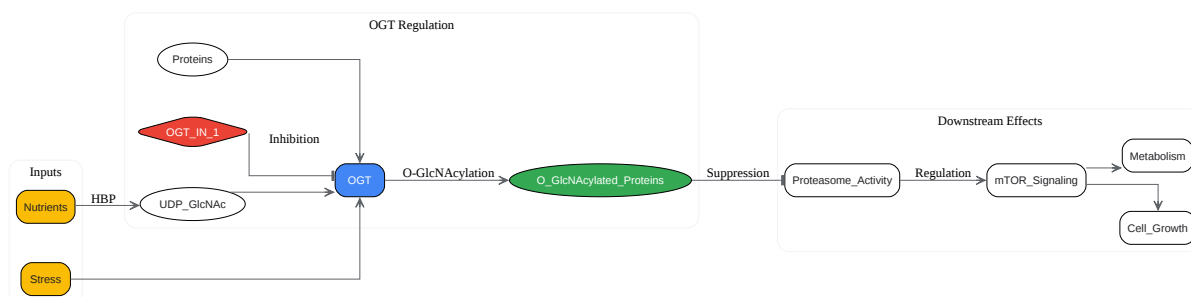 OGT Regulation
Proteins
OGT_IN_1
Inhibition
Inputs
Nutrients
HBP
UDP_GlcNAc
OGT
O-GlcNAcylation
O_GlcNAcylated_Proteins
Suppression
Stress
Downstream Effects
Proteasome_Activity
Regulation
mTOR_Signaling
Metabolism
Cell_Growth